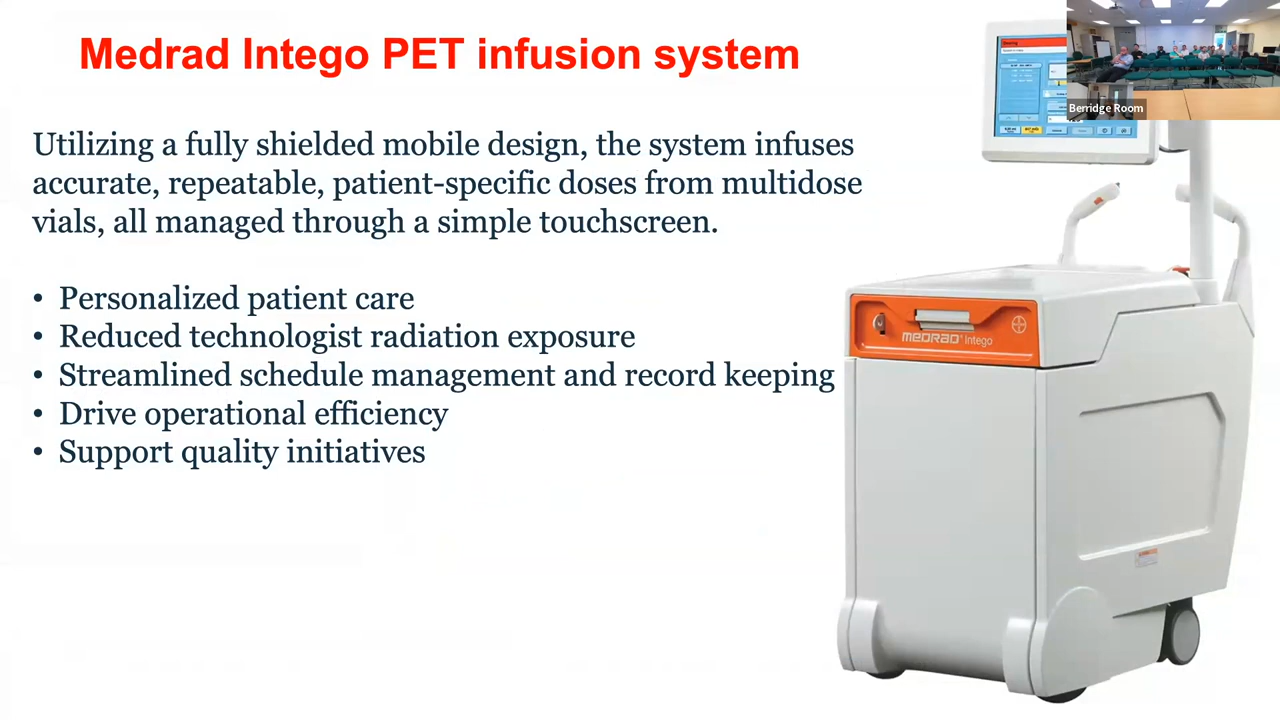 Medrad Intego PET infusion system
Utilizing a fully shielded mobile design, the system infuses
accurate, repeatable, patient-specific doses from multidose
vials, all managed through a simple touchscreen.
• Personalized patient care
• Reduced technologist radiation exposure
• Streamlined schedule management and record keeping
• Drive operational efficiency
• Support quality initiatives
Berridge Room
MEDRAD® Intego